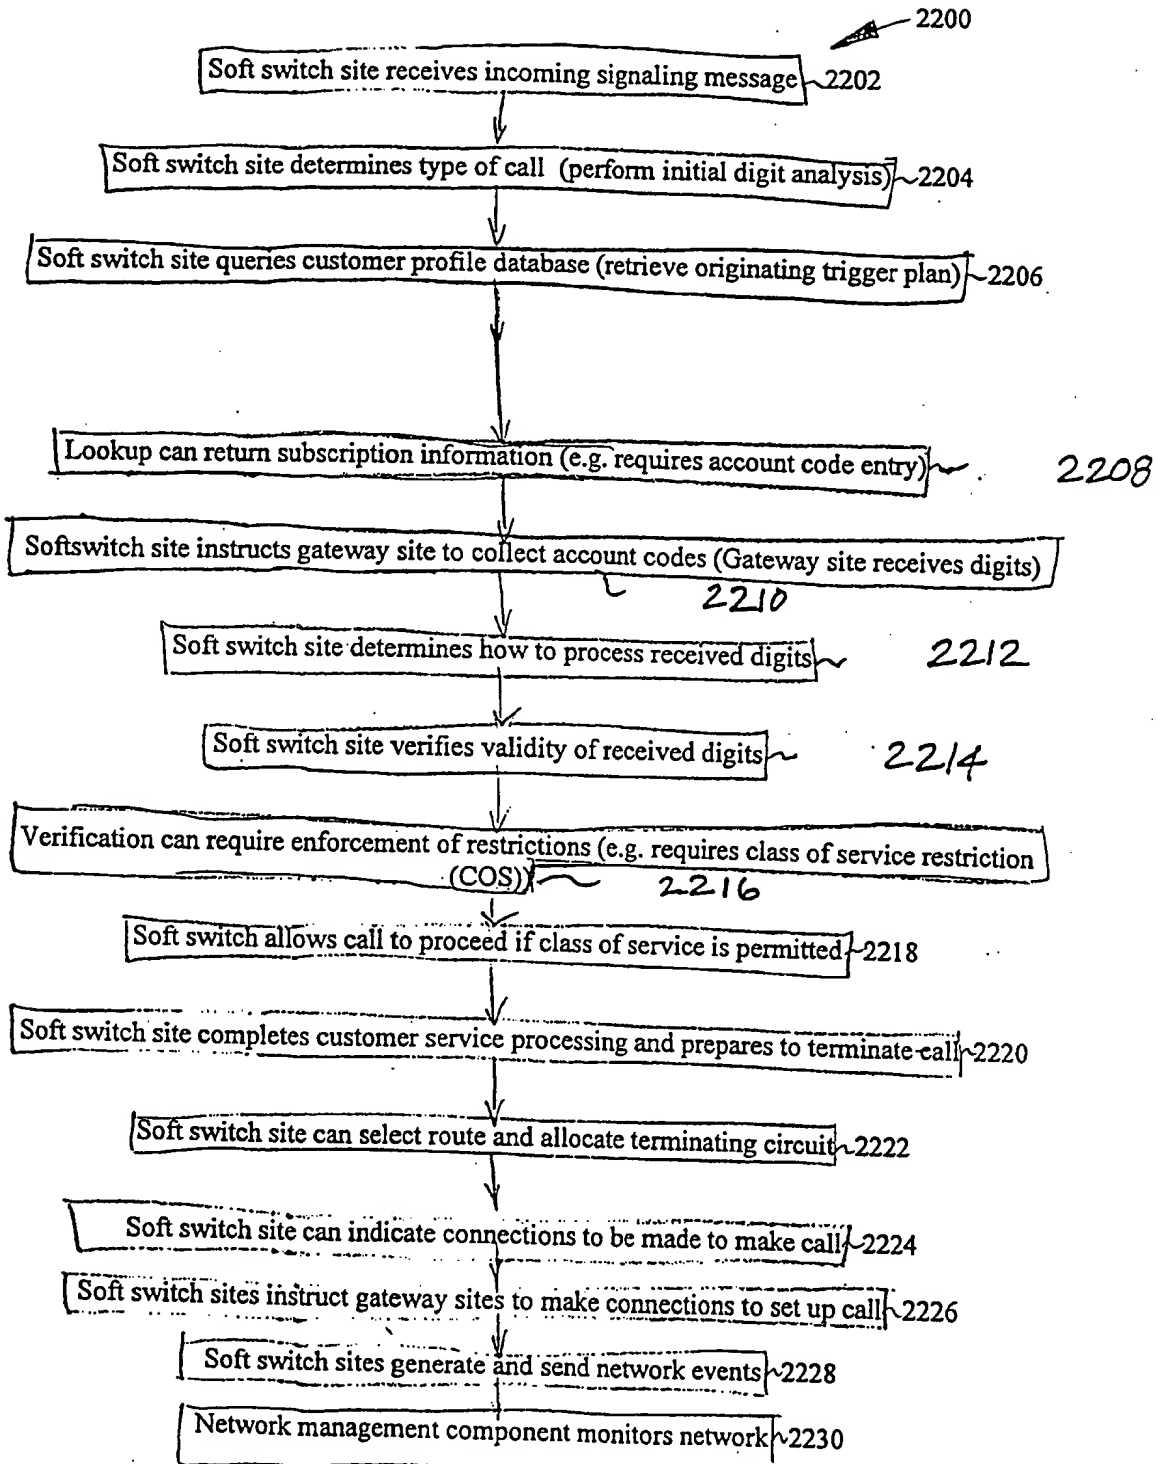 2200
Soft switch site receives incoming signaling message 2202
Soft switch site determines type of call (perform initial digit analysis) 2204
Soft switch site queries customer profile database (retrieve originating trigger plan) 2206
Lookup can return subscription information (e.g. requires account code entry) 2208
Softswitch site instructs gateway site to collect account codes (Gateway site receives digits)
2210
Soft switch site determines how to process received digits 2212
Soft switch site verifies validity of received digits 2214
Verification can require enforcement of restrictions (e.g. requires class of service restriction
(COS)) 2216
Soft switch allows call to proceed if class of service is permitted 2218
Soft switch site completes customer service processing and prepares to terminate call 2220
Soft switch site can select route and allocate terminating circuit 2222
Soft switch site can indicate connections to be made to make call 2224
Soft switch sites instruct gateway sites to make connections to set up call 2226
Soft switch sites generate and send network events 2228
Network management component monitors network 2230